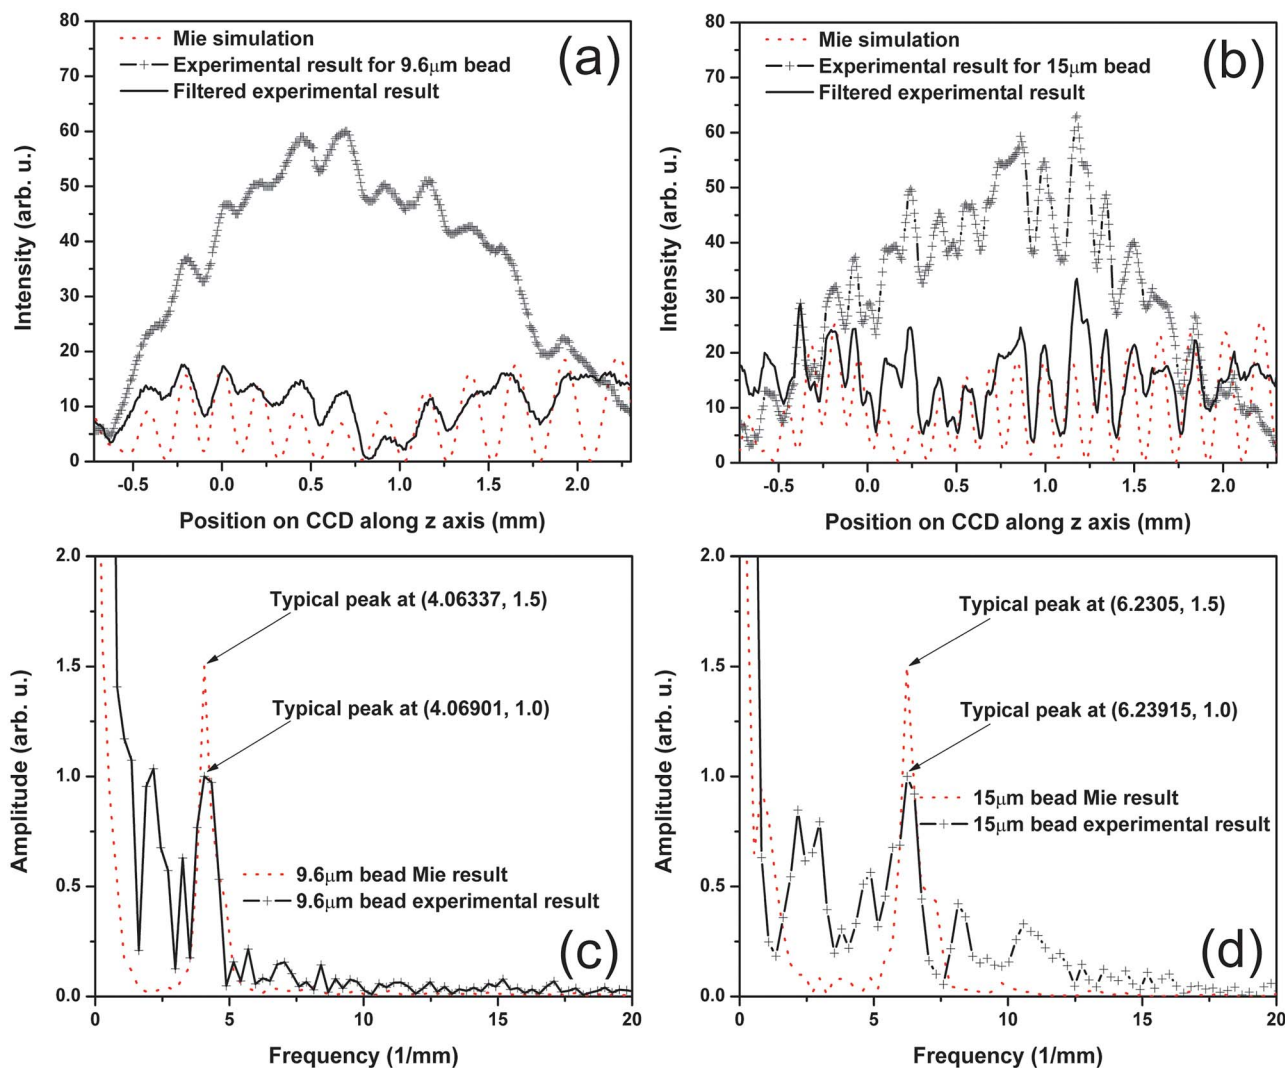 80
70
60
50
40
30
20
10
0
Intensity (arb. u.)
Mie simulation
Experimental result for 9.6μm bead
Filtered experimental result
(a)
-0.5 0.0 0.5 1.0 1.5 2.0
Position on CCD along z axis (mm)
80
70
60
50
40
30
20
10
0
Intensity (arb. u.)
Mie simulation
Experimental result for 15μm bead
Filtered experimental result
(b)
-0.5 0.0 0.5 1.0 1.5 2.0
Position on CCD along z axis (mm)
2.0
1.5
1.0
0.5
0.0
Amplitude (arb. u.)
Typical peak at (4.06337, 1.5)
Typical peak at (4.06901, 1.0)
9.6μm bead Mie result
9.6μm bead experimental result
(c)
0 5 10 15 20
Frequency (1/mm)
2.0
1.5
1.0
0.5
0.0
Amplitude (arb. u.)
Typical peak at (6.2305, 1.5)
Typical peak at (6.23915, 1.0)
15μm bead Mie result
15μm bead experimental result
(d)
0 5 10 15 20
Frequency (1/mm)